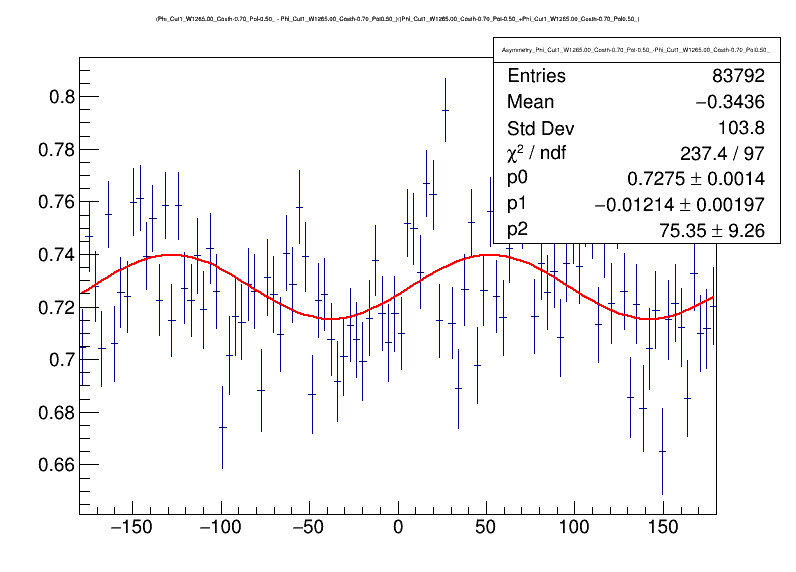 (Phi_Cut1_W1265.00_Costh-0.70_Pol-0.50_ - Phi_Cut1_W1265.00_Costh-0.70_Pol0.50_)/(Phi_Cut1_W1265.00_Costh-0.70_Pol-0.50_+Phi_Cut1_W1265.00_Costh-0.70_Pol0.50_)
Asymmetry_Phi_Cut1_W1265.00_Costh-0.70_Pol-0.50_-Phi_Cut1_W1265.00_Costh-0.70_Pol0.50_
Entries 83792
Mean −0.3436
Std Dev 103.8
χ² / ndf 237.4 / 97
p0 0.7275 ± 0.0014
p1 −0.01214 ± 0.00197
p2 75.35 ± 9.26
0.8
0.78
0.76
0.74
0.72
0.7
0.68
0.66
−150 −100 −50 0 50 100 150